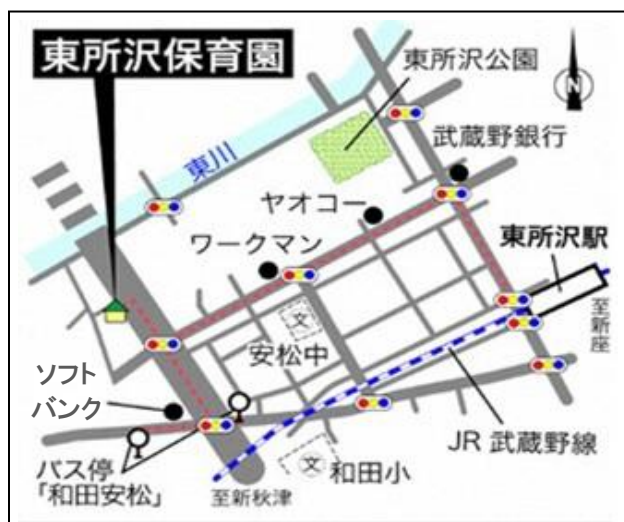 東所沢保育園
東所沢公園
N
武蔵野銀行
東川
ヤオコー
ワークマン
東所沢駅
至新座
文
安松中
ソフト
バンク
JR 武蔵野線
バス停
「和田安松」
文
和田小
至新秋津